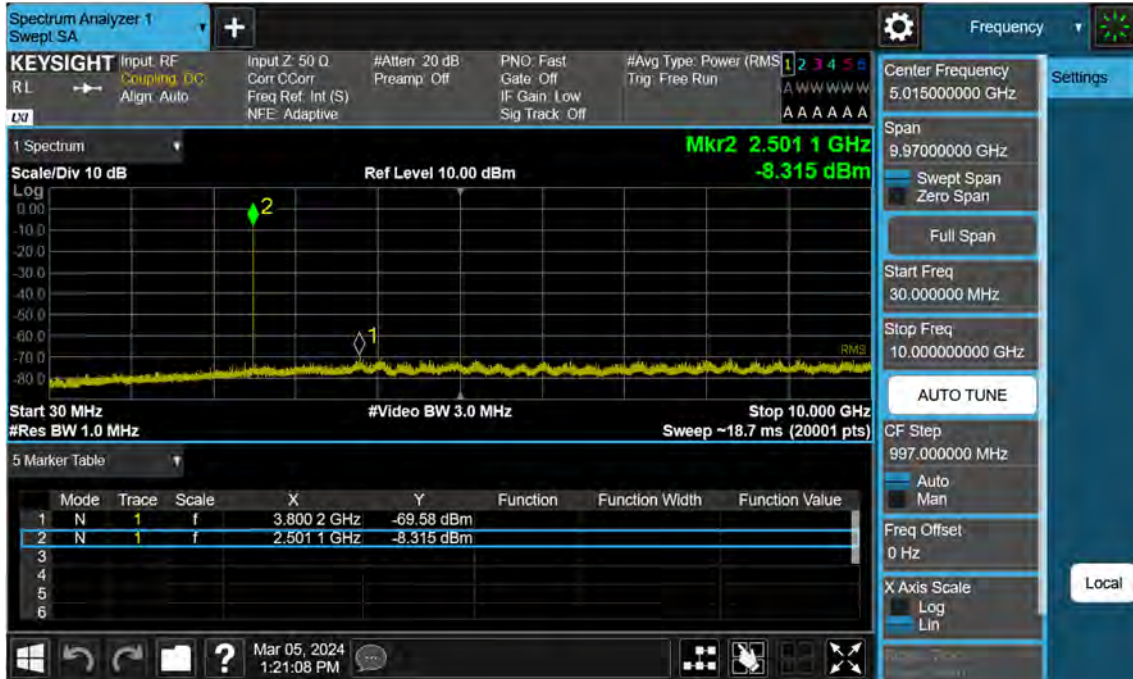 Spectrum Analyzer 1
Swept SA
Frequency
KEYSIGHT
RL
LXI
Input: RF
Coupling: DC
Align: Auto
Input Z: 50 Ω
Corr CCorr
Freq Ref: Int (S)
NFE: Adaptive
#Atten: 20 dB
Preamp: Off
PNO: Fast
Gate: Off
IF Gain: Low
Sig Track: Off
#Avg Type: Power (RMS
Trig: Free Run
1 2 3 4 5 6
A W W W W W
A A A A A A
Center Frequency
5.015000000 GHz
Settings
1 Spectrum
Mkr2 2.501 1 GHz
-8.315 dBm
Scale/Div 10 dB
Ref Level 10.00 dBm
Log
0.00
-10.0
-20.0
-30.0
-40.0
-50.0
-60.0
-70.0
-80.0
2
1
RMS
Start 30 MHz
#Video BW 3.0 MHz
Stop 10.000 GHz
#Res BW 1.0 MHz
Sweep ~18.7 ms (20001 pts)
Span
9.97000000 GHz
Swept Span
Zero Span
Full Span
Start Freq
30.000000 MHz
Stop Freq
10.000000000 GHz
AUTO TUNE
CF Step
997.000000 MHz
Auto
Man
Freq Offset
0 Hz
X Axis Scale
Log
Lin
Local
5 Marker Table
Mode Trace Scale X Y Function Function Width Function Value
1 N 1 f 3.800 2 GHz -69.58 dBm
2 N 1 f 2.501 1 GHz -8.315 dBm
3
4
5
6
?
Mar 05, 2024
1:21:08 PM